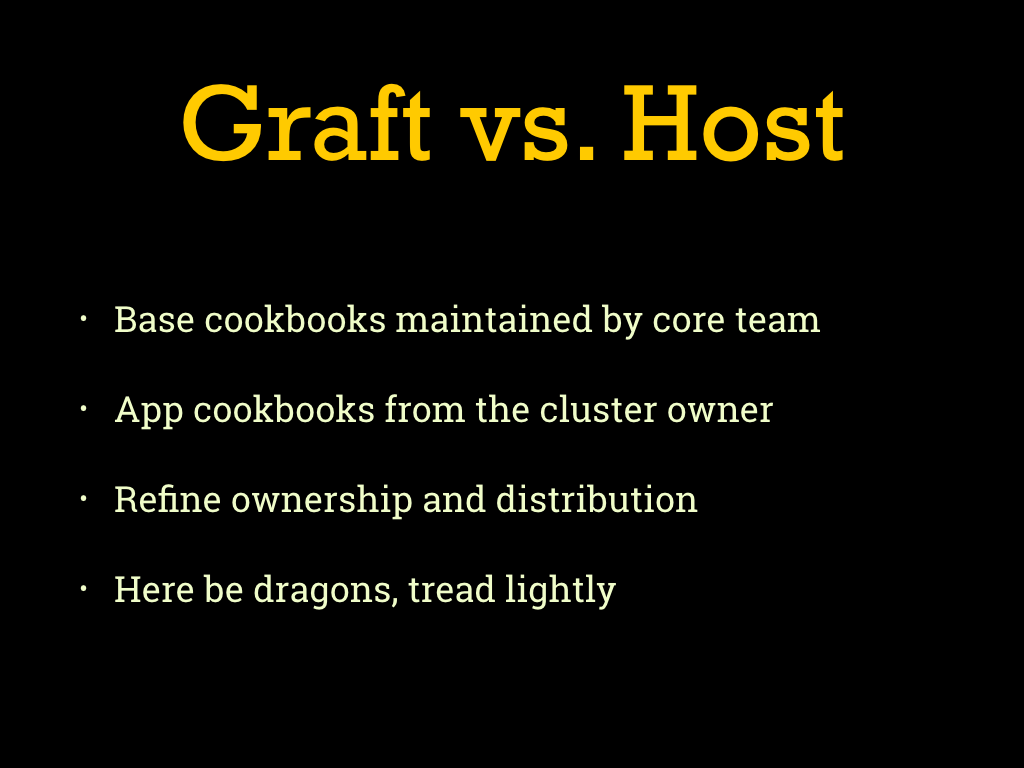 Graft vs. Host
• Base cookbooks maintained by core team
• App cookbooks from the cluster owner
• Refine ownership and distribution
• Here be dragons, tread lightly